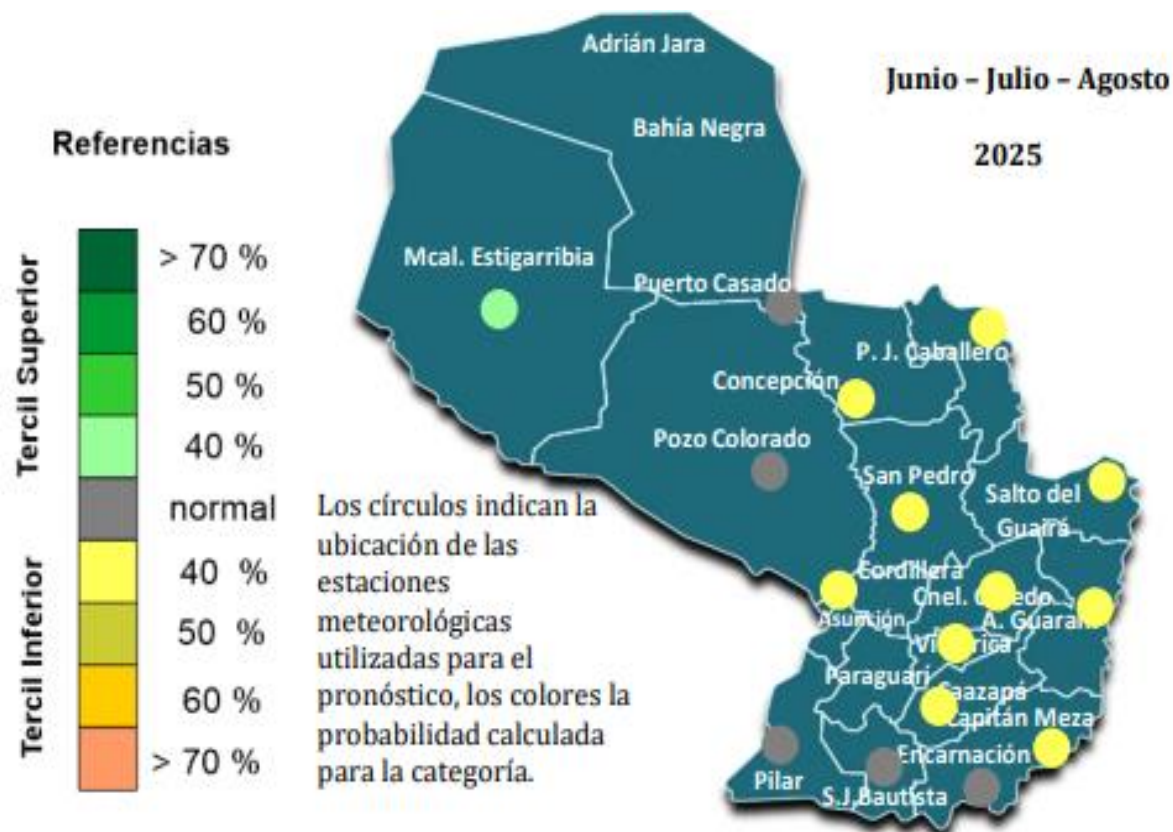 Junio – Julio – Agosto
2025
Referencias
Tercil Superior
> 70 %
60 %
50 %
40 %
normal
Tercil Inferior
40 %
50 %
60 %
> 70 %
Los círculos indican la
ubicación de las
estaciones
meteorológicas
utilizadas para el
pronóstico, los colores la
probabilidad calculada
para la categoría.
Adrián Jara
Bahía Negra
Mcal. Estigarribia
Puerto Casado
P. J. Caballero
Concepción
Pozo Colorado
San Pedro
Salto del
Guairá
Cordillera
Cnel.
Asunción
A.
Paraguarí
Capitán Meza
Encarnación
Pilar
S.J,Bautista